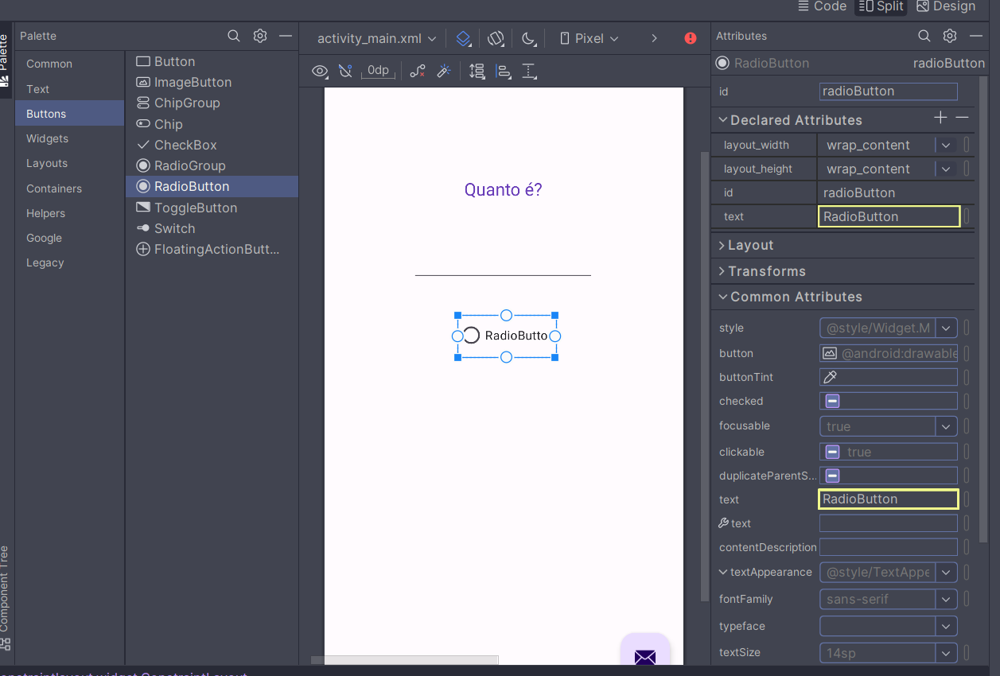 Code Split Design
Palette
activity_main.xml
Pixel
Attributes
Palette
Common
Text
Buttons
Widgets
Layouts
Containers
Helpers
Google
Legacy
Button
ImageButton
ChipGroup
Chip
CheckBox
RadioGroup
RadioButton
ToggleButton
Switch
FloatingActionButt...
Component Tree
0dp
Quanto é?
RadioButto
RadioButton radioButton
id radioButton
Declared Attributes
layout_width wrap_content
layout_height wrap_content
id radioButton
text RadioButton
Layout
Transforms
Common Attributes
style @style/Widget.M
button @android:drawable
buttonTint
checked
focusable true
clickable true
duplicateParentS...
text RadioButton
text
contentDescription
textAppearance @style/TextAppe
fontFamily sans-serif
typeface
textSize 14sp
onstraintlayout.widget.ConstraintLayout